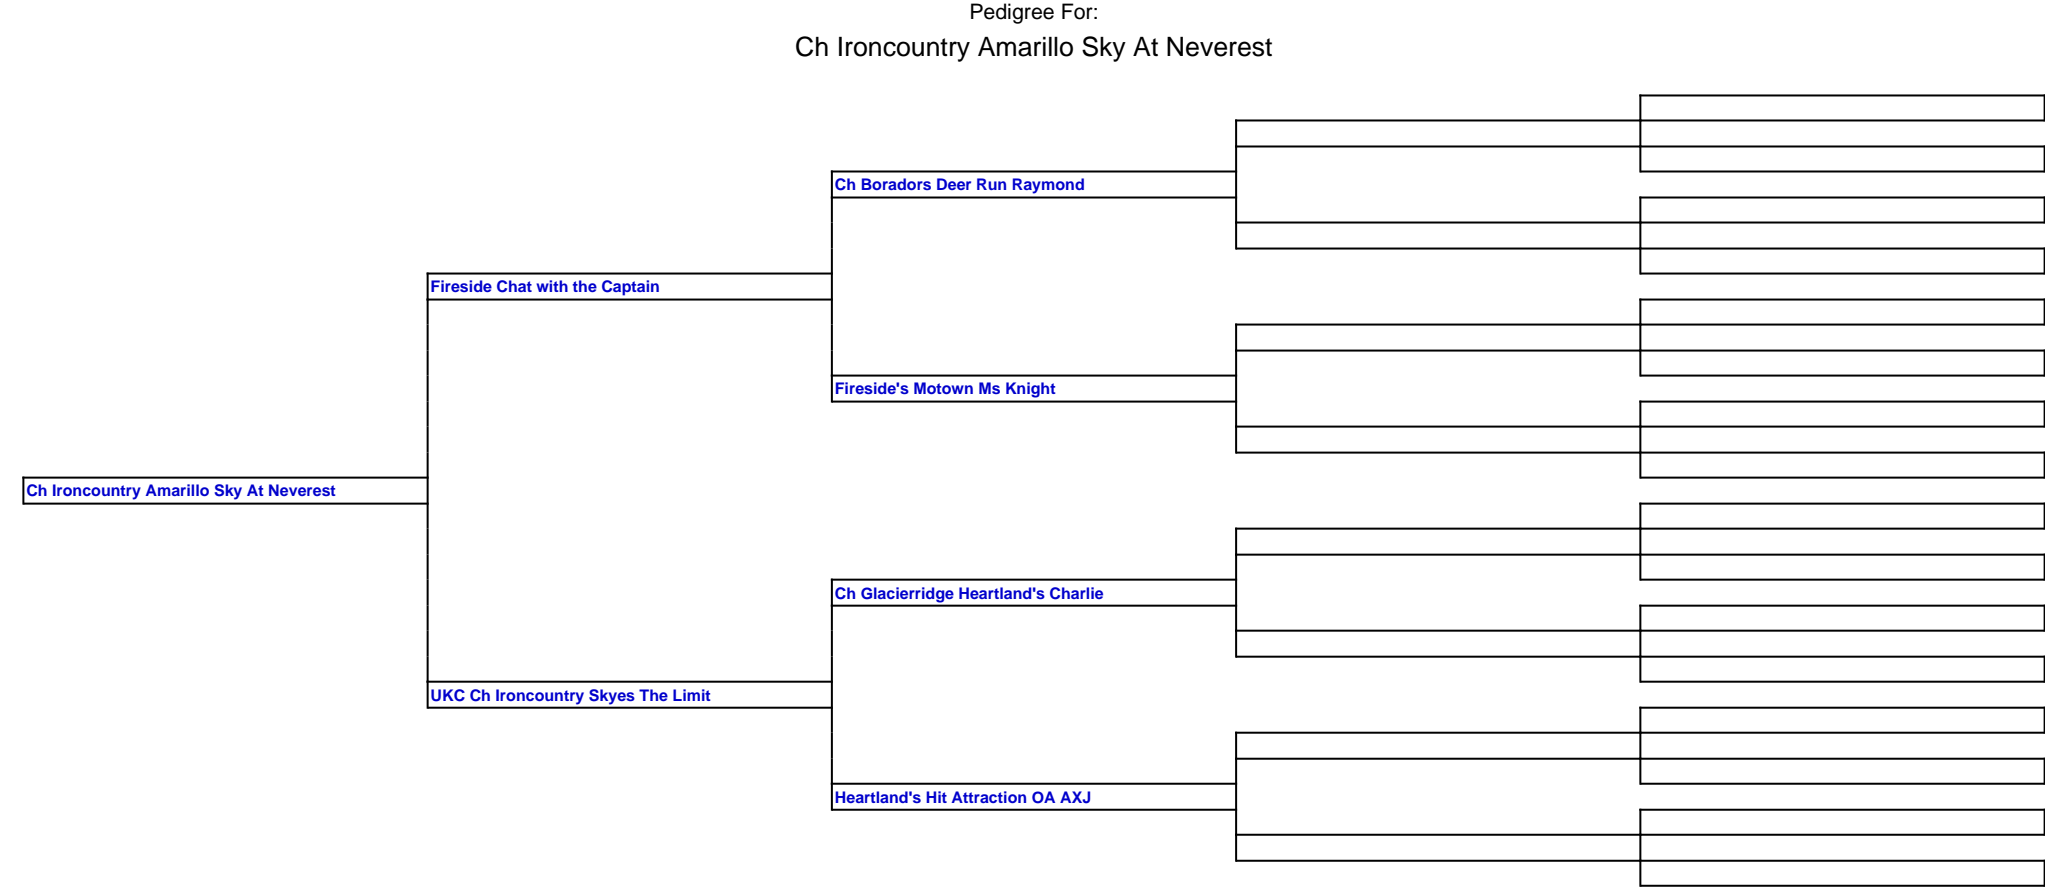 Pedigree For:
Ch Ironcountry Amarillo Sky At Neverest
Ch Boradors Deer Run Raymond
Fireside Chat with the Captain
Fireside's Motown Ms Knight
Ch Ironcountry Amarillo Sky At Neverest
Ch Glacierridge Heartland's Charlie
UKC Ch Ironcountry Skyes The Limit
Heartland's Hit Attraction OA AXJ